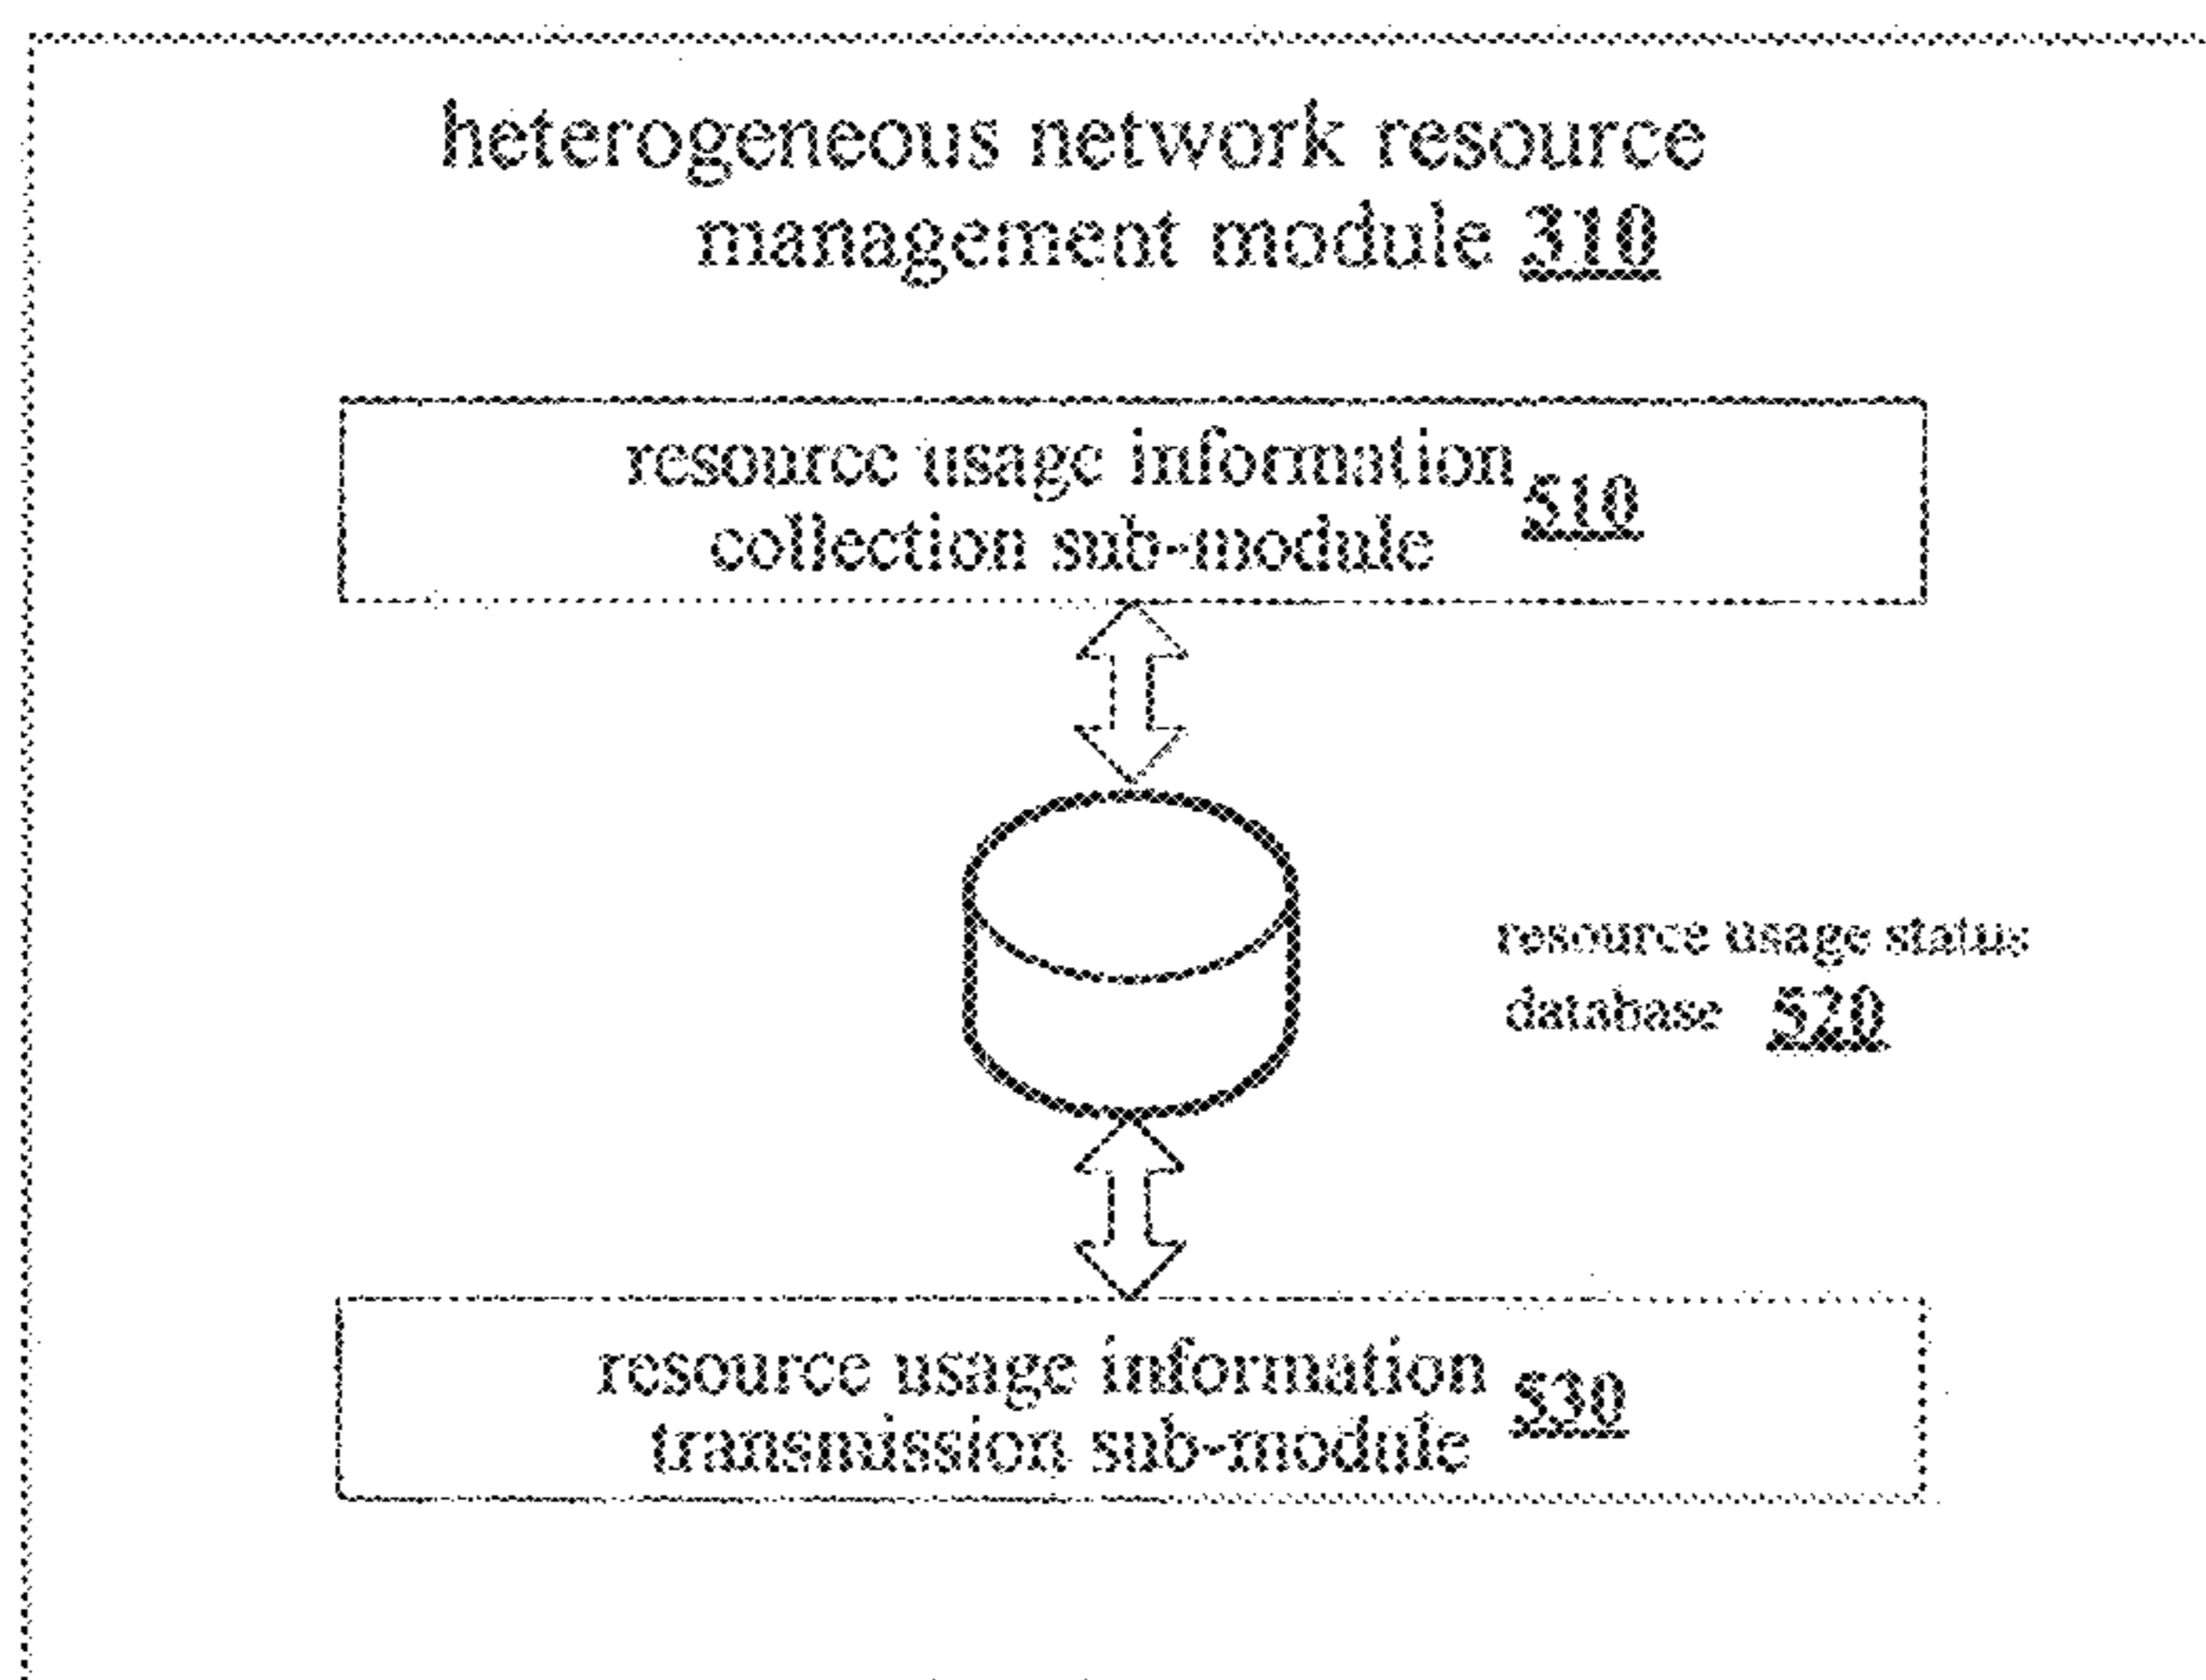 heterogeneous network resource
management module 310
resource usage information
collection sub-module 510
resource usage status
database 520
resource usage information
transmission sub-module 530